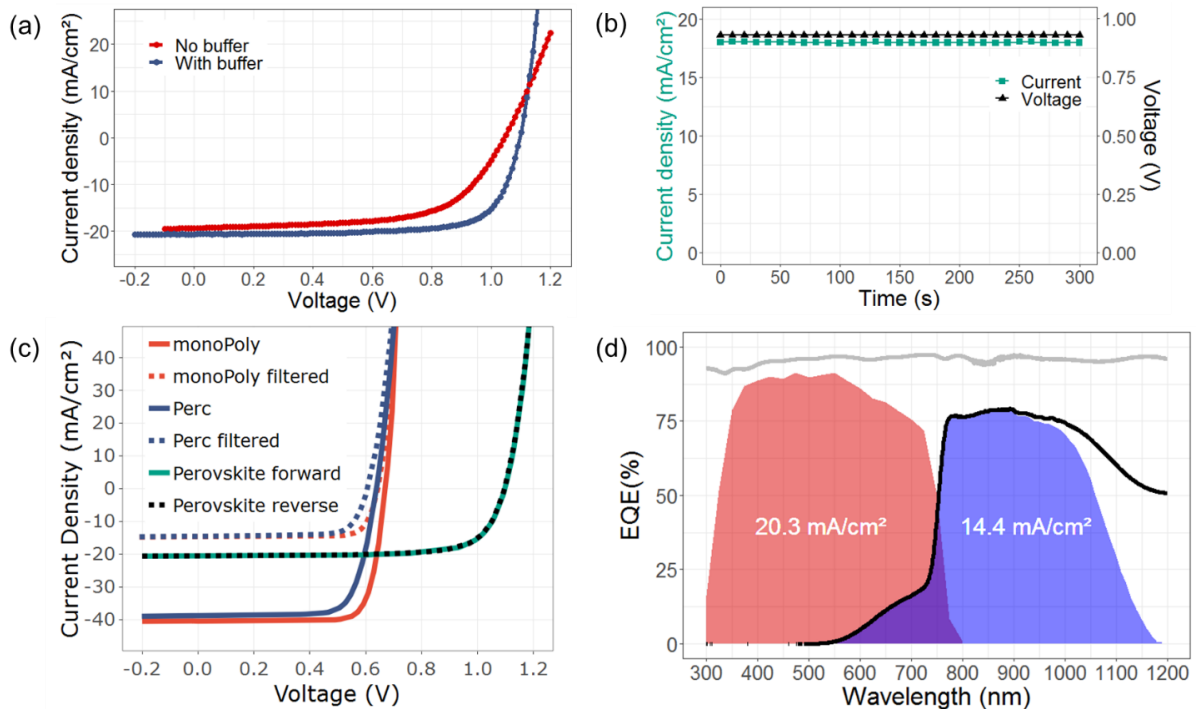 (a)
No buffer
With buffer
Current density (mA/cm²)
20
10
0
-10
-20
-0.2 0.0 0.2 0.4 0.6 0.8 1.0 1.2
Voltage (V)
(b)
Current density (mA/cm²)
20
15
10
5
0
Current
Voltage
1.00
0.75
0.50
0.25
0.00
Voltage (V)
0 50 100 150 200 250 300
Time (s)
(c)
monoPoly
monoPoly filtered
Perc
Perc filtered
Perovskite forward
Perovskite reverse
Current Density (mA/cm²)
40
30
20
10
0
-10
-20
-30
-40
-0.2 0.0 0.2 0.4 0.6 0.8 1.0 1.2
Voltage (V)
(d)
EQE(%)
100
75
50
25
0
20.3 mA/cm²
14.4 mA/cm²
300 400 500 600 700 800 900 1000 1100 1200
Wavelength (nm)